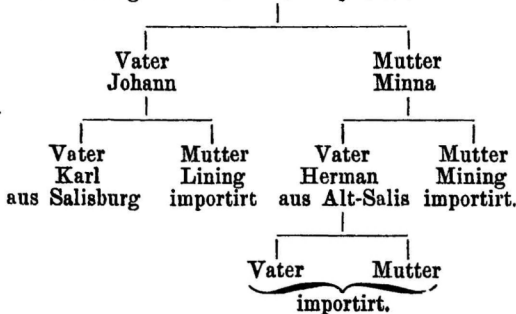 Vater Mutter
Johann Minna
Vater Mutter Vater Mutter
Karl Lining Herman Mining
aus Salisburg importirt aus Alt-Salis importirt.
Vater Mutter
importirt.